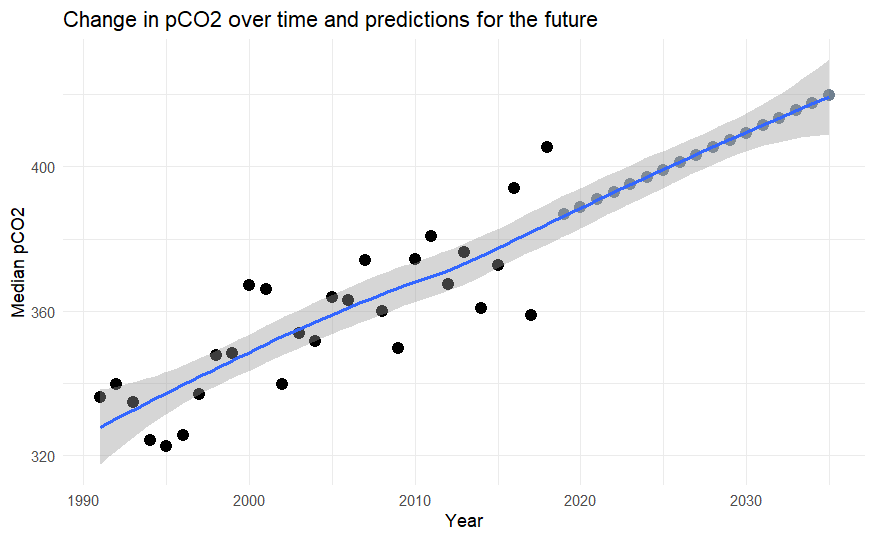 Change in pCO2 over time and predictions for the future
Median pCO2
400
360
320
1990
2000
2010
2020
2030
Year